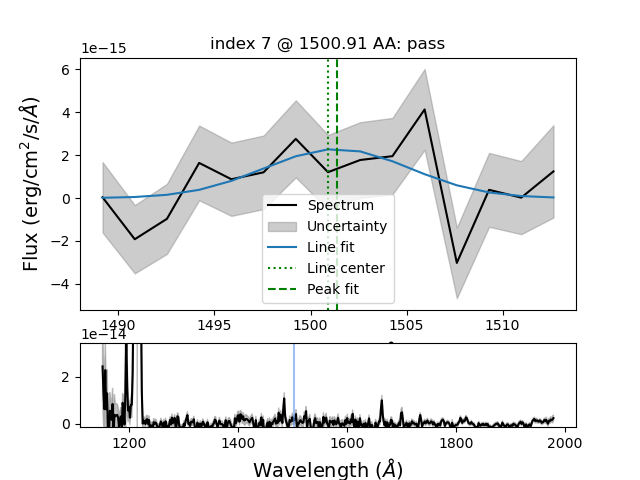 index 7 @ 1500.91 AA: pass
1e−15
6
4
2
0
−2
−4
Flux (erg/cm²/s/Å)
Spectrum
Uncertainty
Line fit
Line center
Peak fit
1490 1495 1500 1505 1510
1e−14
2
0
1200 1400 1600 1800 2000
Wavelength (Å)